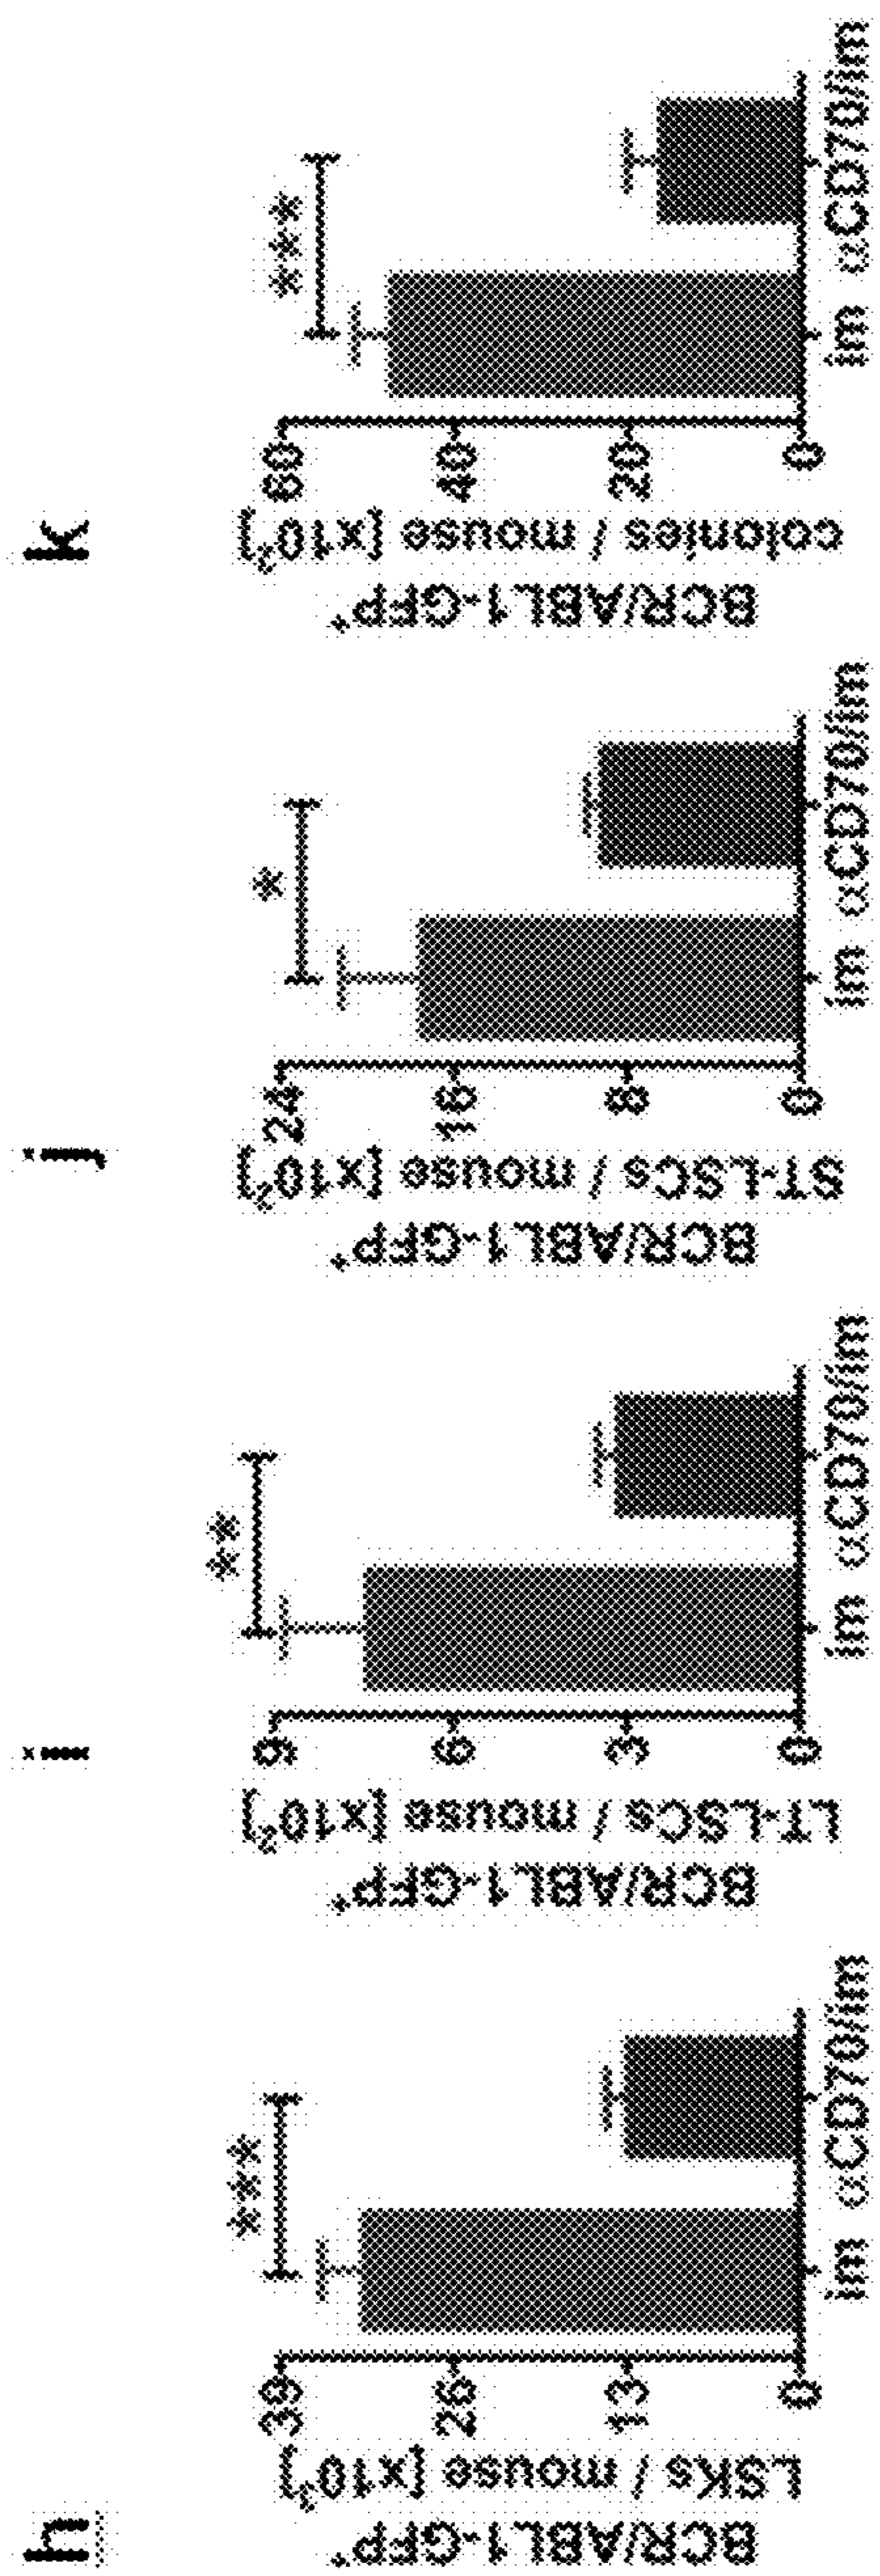 h
BCR/ABL1-GFP⁺
LSKs / mouse [x10³]
39
26
13
0
***
im αCD70/im
i
BCR/ABL1-GFP⁺
LT-LSCs / mouse [x10²]
9
6
3
0
**
im αCD70/im
j
BCR/ABL1-GFP⁺
ST-LSCs / mouse [x10²]
24
16
8
0
*
im αCD70/im
k
BCR/ABL1-GFP⁺
colonies / mouse [x10³]
60
40
20
0
***
im αCD70/im